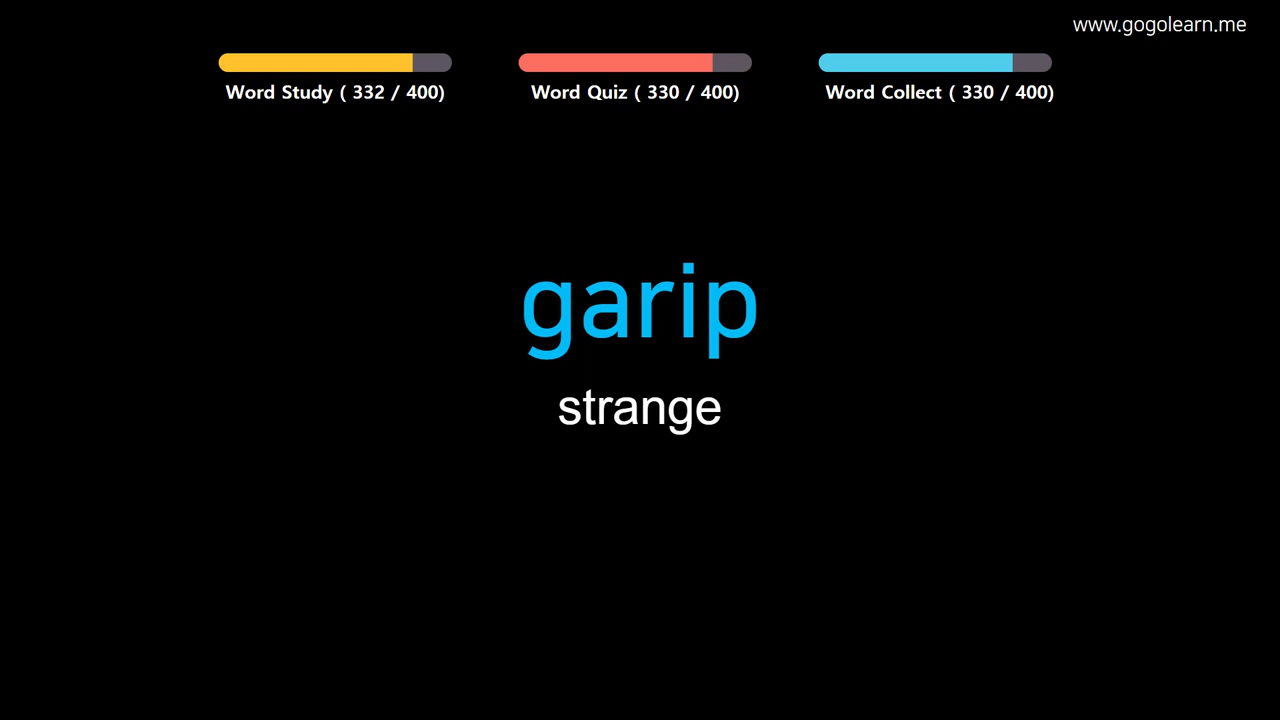 www.gogolearn.me
Word Study ( 332 / 400)
Word Quiz ( 330 / 400)
Word Collect ( 330 / 400)
garip
strange